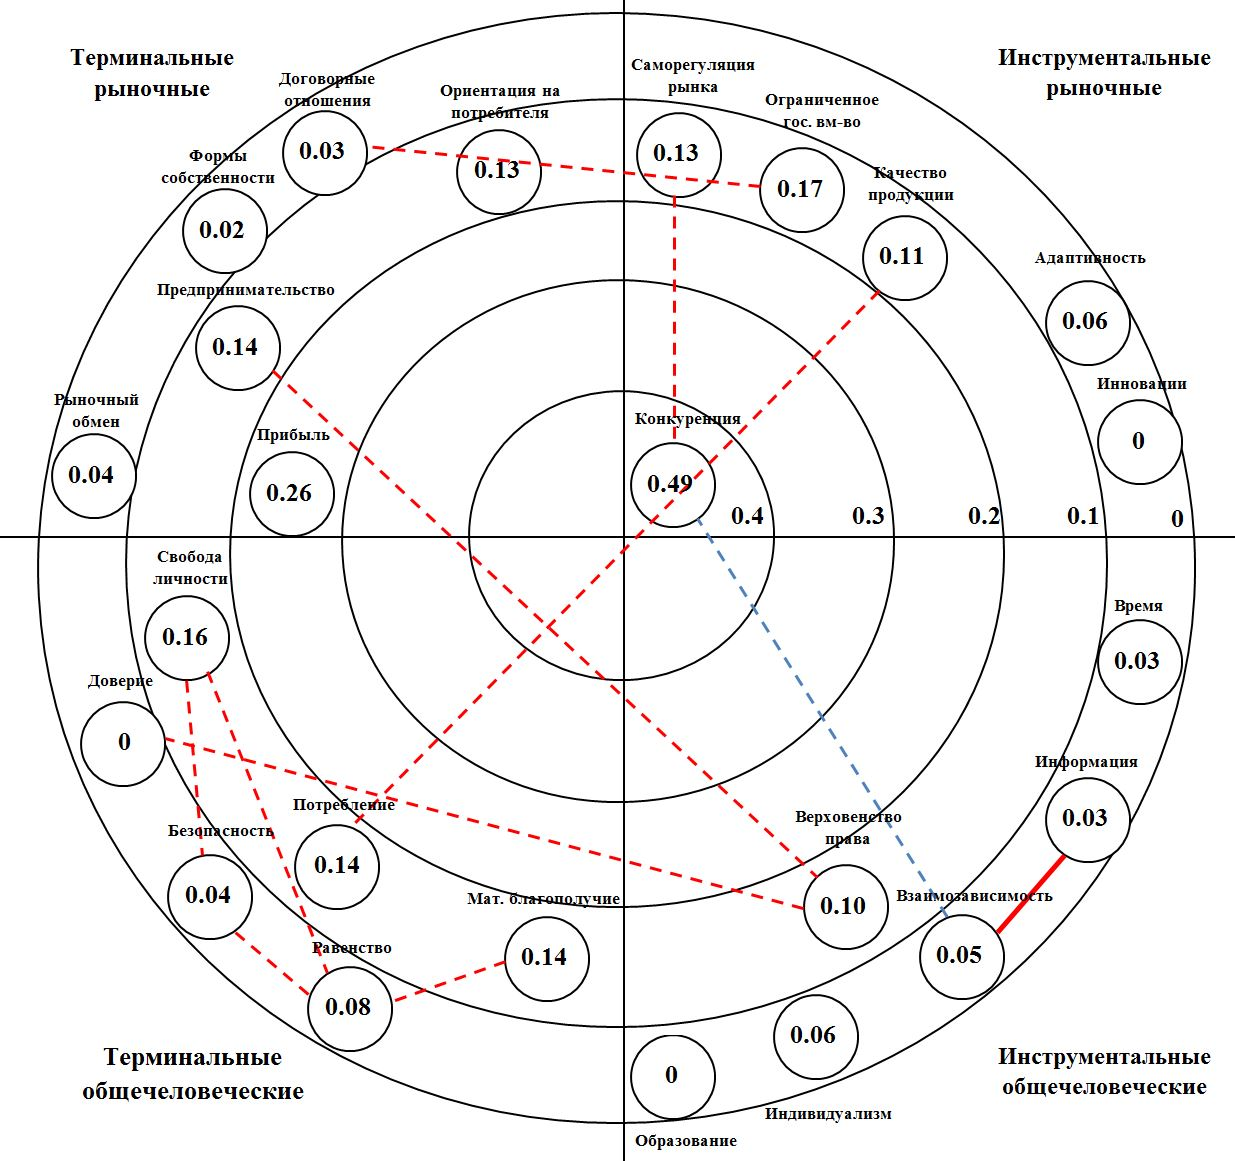 Терминальные
рыночные
Инструментальные
рыночные
Договорные
отношения
0.03
Ориентация на
потребителя
0.13
Саморегуляция
рынка
0.13
Ограниченное
гос. вм-во
0.17
Формы
собственности
0.02
Качество
продукции
0.11
Предпринимательство
0.14
Адаптивность
0.06
Рыночный
обмен
0.04
Прибыль
0.26
Конкуренция
0.49
Инновации
0
0.4
0.3
0.2
0.1
0
Свобода
личности
0.16
Время
0.03
Доверие
0
Информация
0.03
Потребление
0.14
Безопасность
0.04
Верховенство
права
0.10
Взаимозависимость
0.05
Мат. благополучие
0.14
Равенство
0.08
Индивидуализм
0.06
0
Образование
Терминальные
общечеловеческие
Инструментальные
общечеловеческие